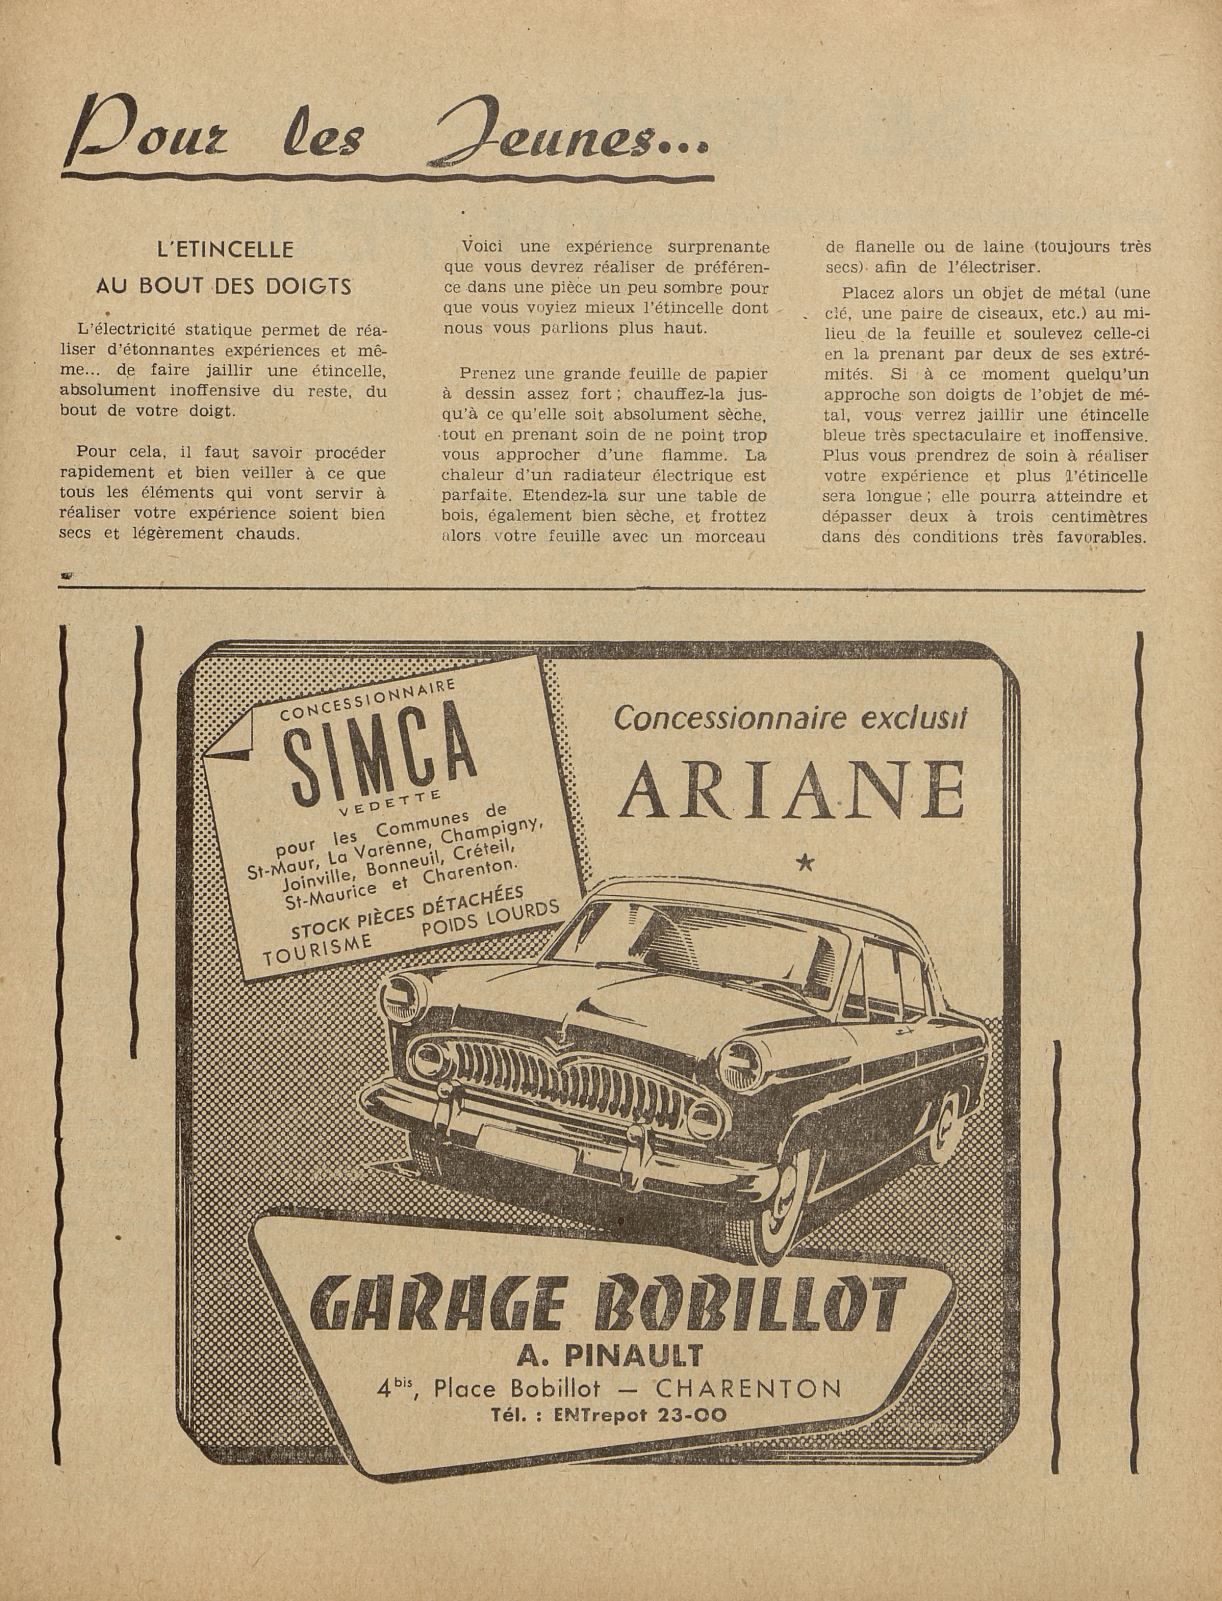 Pour les Jeunes...
L'ETINCELLE
AU BOUT DES DOIGTS
L'électricité statique permet de réa-
liser d'étonnantes expériences et mê-
me... de faire jaillir une étincelle,
absolument inoffensive du reste, du
bout de votre doigt.
Pour cela, il faut savoir procéder
rapidement et bien veiller à ce que
tous les éléments qui vont servir à
réaliser votre expérience soient bien
secs et légèrement chauds.
Voici une expérience surprenante
que vous devrez réaliser de préféren-
ce dans une pièce un peu sombre pour
que vous voyiez mieux l'étincelle dont
nous vous parlions plus haut.
Prenez une grande feuille de papier
à dessin assez fort ; chauffez-la jus-
qu'à ce qu'elle soit absolument sèche,
tout en prenant soin de ne point trop
vous approcher d'une flamme. La
chaleur d'un radiateur électrique est
parfaite. Etendez-la sur une table de
bois, également bien sèche, et frottez
alors votre feuille avec un morceau
de flanelle ou de laine (toujours très
secs) afin de l'électriser.
Placez alors un objet de métal (une
clé, une paire de ciseaux, etc.) au mi-
lieu de la feuille et soulevez celle-ci
en la prenant par deux de ses extré-
mités. Si à ce moment quelqu'un
approche son doigts de l'objet de mé-
tal, vous verrez jaillir une étincelle
bleue très spectaculaire et inoffensive.
Plus vous prendrez de soin à réaliser
votre expérience et plus l'étincelle
sera longue ; elle pourra atteindre et
dépasser deux à trois centimètres
dans des conditions très favorables.
CONCESSIONNAIRE
SIMCA
VEDETTE
pour les Communes de
St-Maur, La Varenne, Champigny,
Joinville, Bonneuil, Créteil,
St-Maurice et Charenton.
STOCK PIÈCES DÉTACHÉES
TOURISME POIDS LOURDS
Concessionnaire exclusif
ARIANE
GARAGE BOBILLOT
A. PINAULT
4bis, Place Bobillot — CHARENTON
Tél. : ENTrepot 23-00